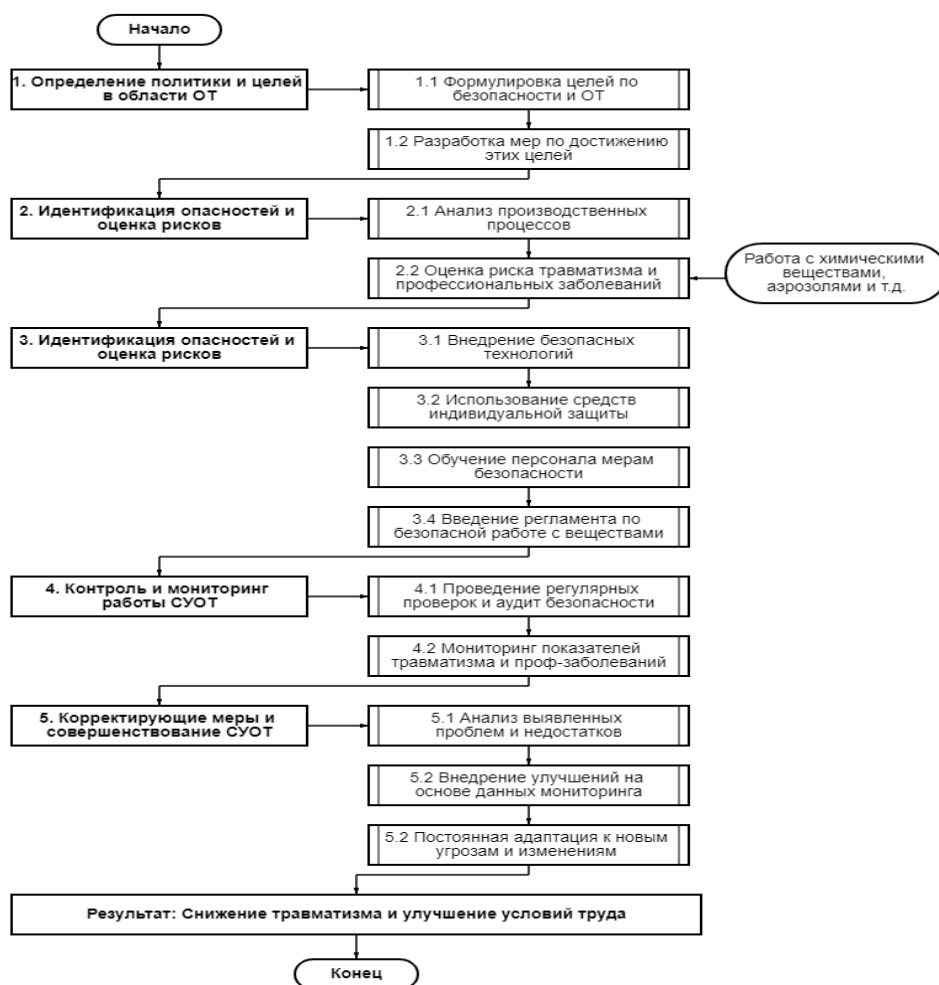 Начало
1. Определение политики и целей
в области ОТ
1.1 Формулировка целей по
безопасности и ОТ
1.2 Разработка мер по достижению
этих целей
2. Идентификация опасностей и
оценка рисков
2.1 Анализ производственных
процессов
2.2 Оценка риска травматизма и
профессиональных заболеваний
Работа с химическими
веществами,
аэрозолями и т.д.
3. Идентификация опасностей и
оценка рисков
3.1 Внедрение безопасных
технологий
3.2 Использование средств
индивидуальной защиты
3.3 Обучение персонала мерам
безопасности
3.4 Введение регламента по
безопасной работе с веществами
4. Контроль и мониторинг
работы СУОТ
4.1 Проведение регулярных
проверок и аудит безопасности
4.2 Мониторинг показателей
травматизма и проф-заболеваний
5. Корректирующие меры и
совершенствование СУОТ
5.1 Анализ выявленных
проблем и недостатков
5.2 Внедрение улучшений на
основе данных мониторинга
5.2 Постоянная адаптация к новым
угрозам и изменениям
Результат: Снижение травматизма и улучшение условий труда
Конец